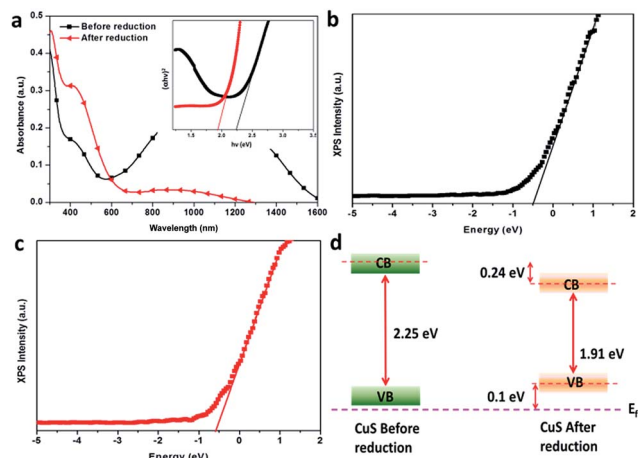 a
Before reduction
After reduction
Absorbance (a.u.)
0.5
0.4
0.3
0.2
0.1
0.0
400 600 800 1000 1200 1400 1600
Wavelength (nm)
(αhν)²
1.5 2.0 2.5 3.0 3.5
hν (eV)
b
XPS Intensity (a.u.)
-5 -4 -3 -2 -1 0 1
Energy (eV)
c
XPS Intensity (a.u.)
-5 -4 -3 -2 -1 0 1 2
Energy (eV)
d
CB
0.24 eV
CB
2.25 eV
1.91 eV
VB
VB
0.1 eV
Ef
CuS Before
reduction
CuS After
reduction